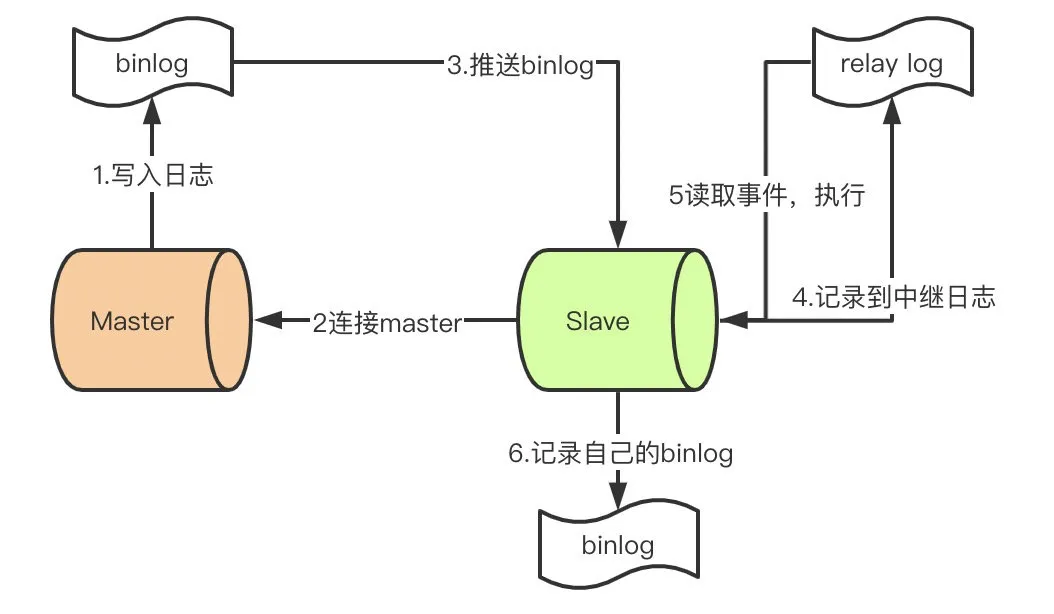 binlog
3.推送binlog
relay log
1.写入日志
5读取事件，执行
4.记录到中继日志
Master
2连接master
Slave
6.记录自己的binlog
binlog